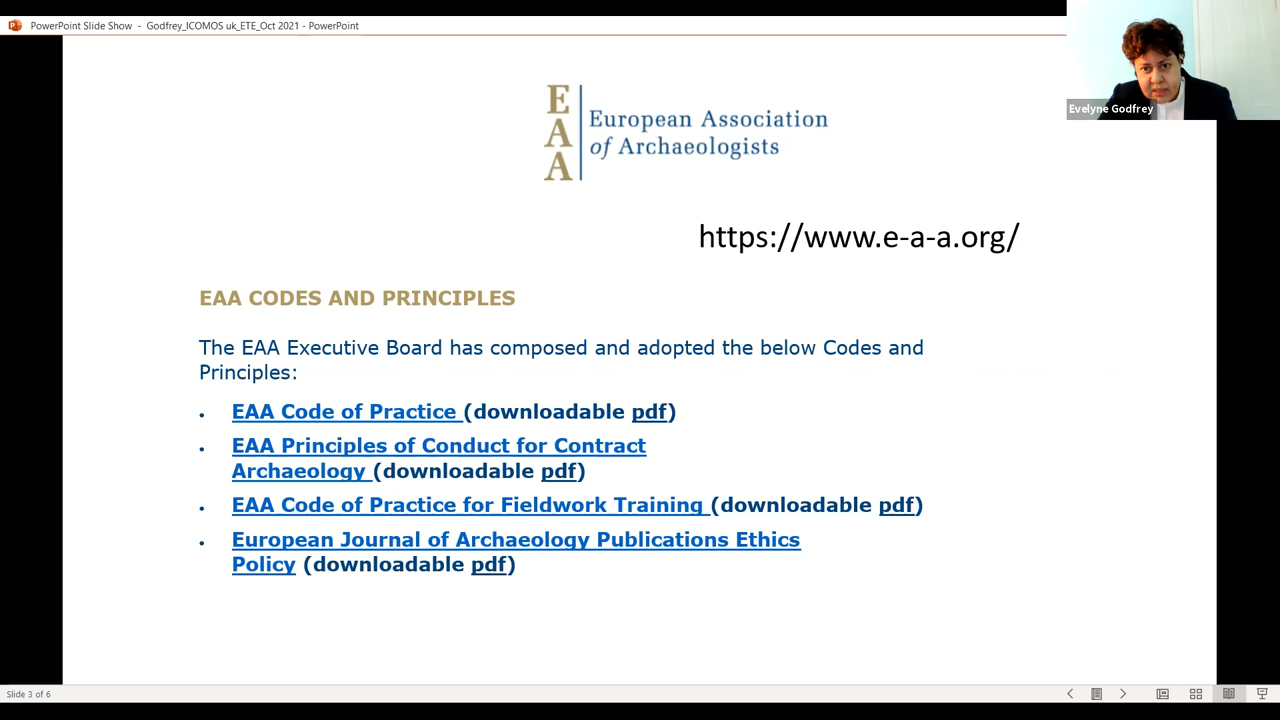 PowerPoint Slide Show - Godfrey_ICOMOS uk_ETE_Oct 2021 - PowerPoint
Evelyne Godfrey
EAA
European Association
of Archaeologists
https://www.e-a-a.org/
EAA CODES AND PRINCIPLES
The EAA Executive Board has composed and adopted the below Codes and
Principles:
• EAA Code of Practice (downloadable pdf)
• EAA Principles of Conduct for Contract
Archaeology (downloadable pdf)
• EAA Code of Practice for Fieldwork Training (downloadable pdf)
• European Journal of Archaeology Publications Ethics
Policy (downloadable pdf)
Slide 3 of 6